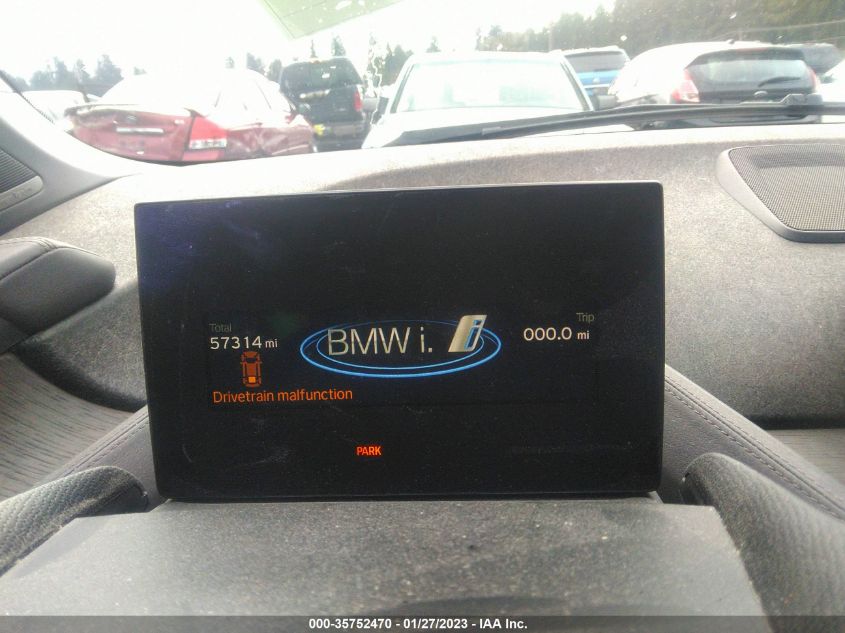 Total
57314 mi
BMW i. i
Trip
000.0 mi
Drivetrain malfunction
PARK
000-35752470 - 01/27/2023 - IAA Inc.